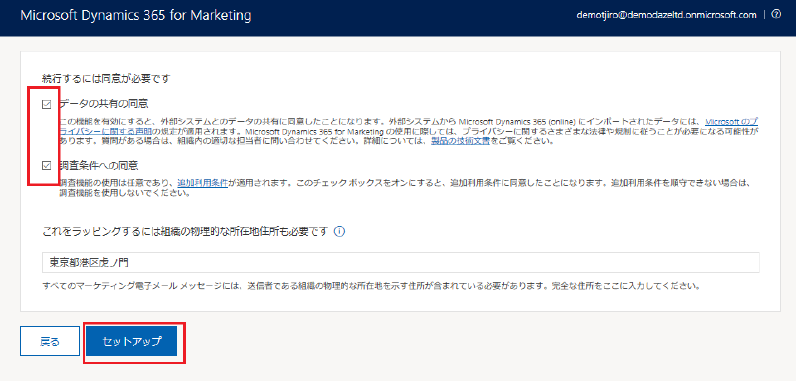 Microsoft Dynamics 365 for Marketing
demotjiro@demodazeltd.onmicrosoft.com | ?
続行するには同意が必要です
データの共有の同意
この機能を有効にすると、外部システムとのデータの共有に同意したことになります。外部システムから Microsoft Dynamics 365 (online) にインポートされたデータには、Microsoft のプ
ライバシーに関する声明の規定が適用されます。Microsoft Dynamics 365 for Marketing の使用に際しては、プライバシーに関するさまざまな法律や規制に従うことが必要になる可能性が
あります。質問がある場合は、組織内の適切な担当者に問い合わせてください。詳細については、製品の技術文書をご覧ください。
調査条件への同意
調査機能の使用は任意であり、追加利用条件が適用されます。このチェック ボックスをオンにすると、追加利用条件に同意したことになります。追加利用条件を順守できない場合は、
調査機能を使用しないでください。
これをラッピングするには組織の物理的な所在地住所も必要です i
東京都港区虎ノ門
すべてのマーケティング電子メール メッセージには、送信者である組織の物理的な所在地を示す住所が含まれている必要があります。完全な住所をここに入力してください。
戻る
セットアップ